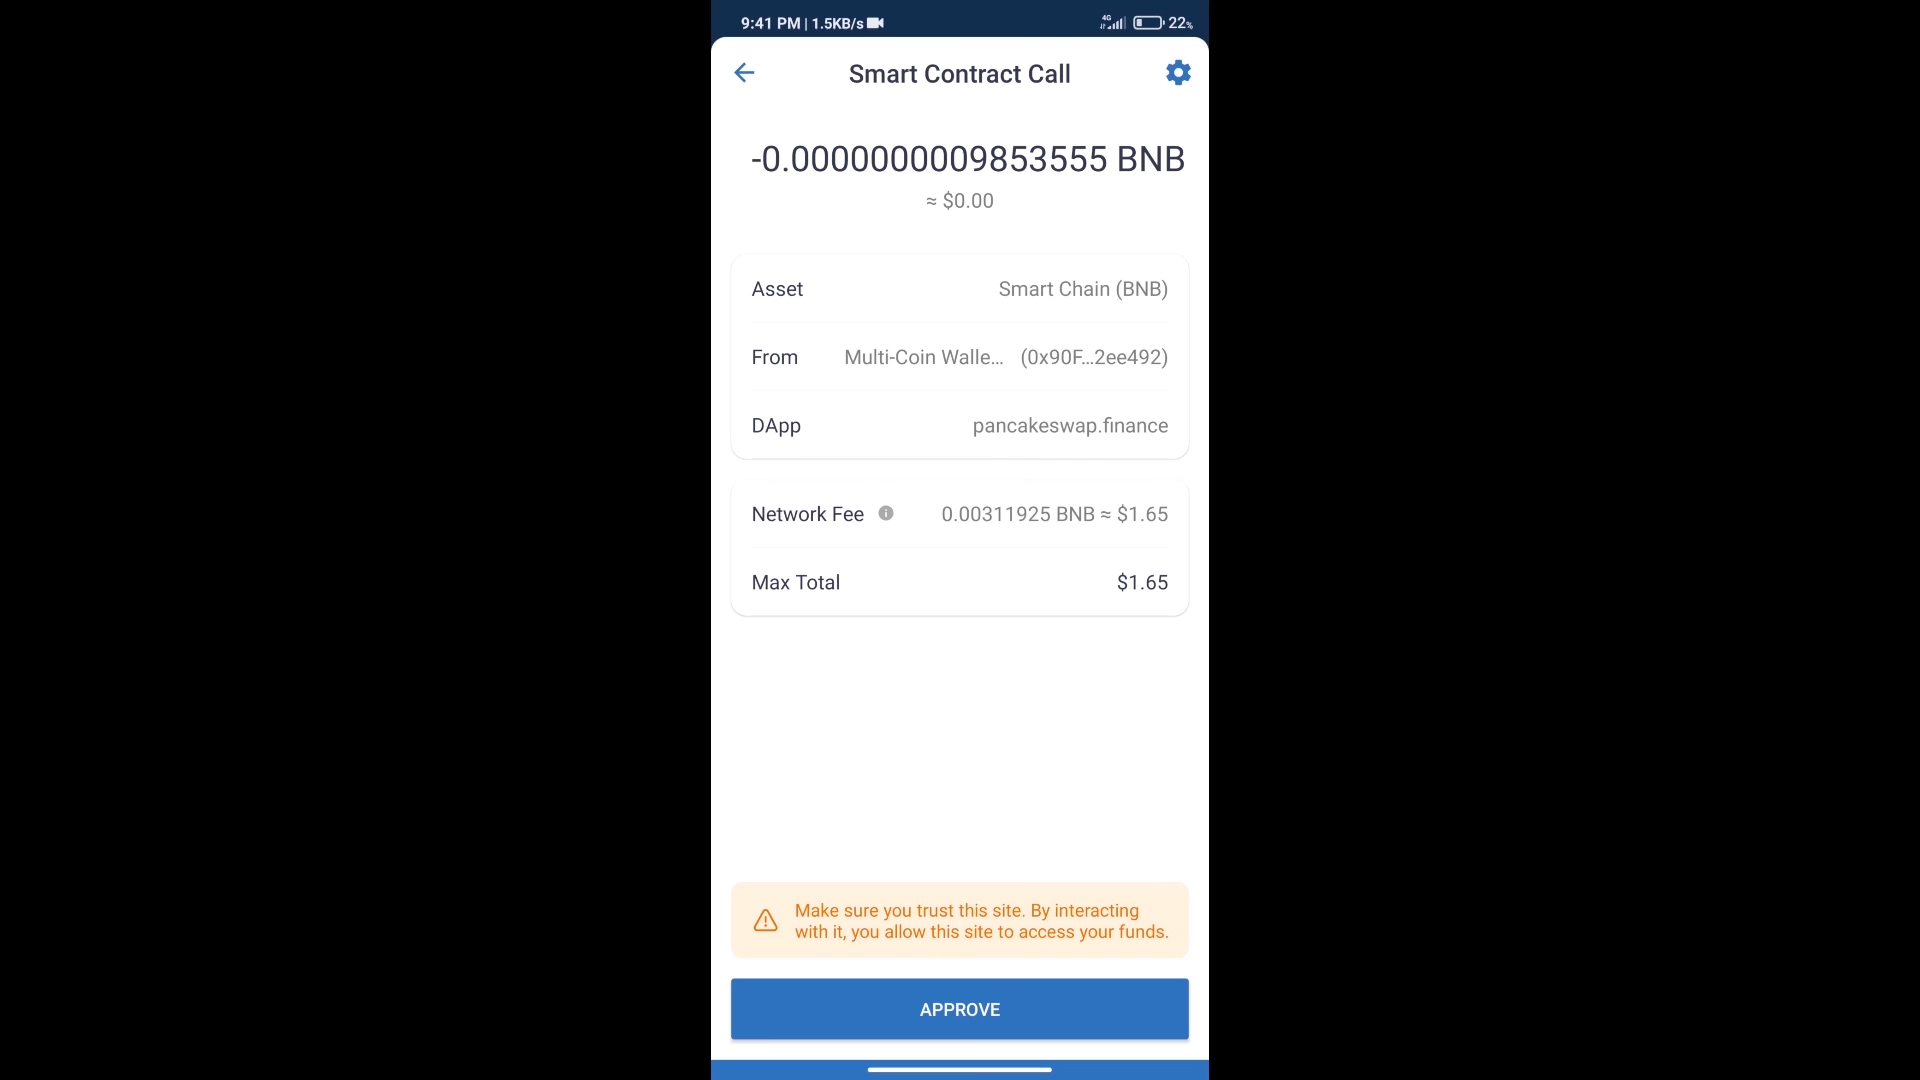 9:41 PM | 1.5KB/s 4G 22%
Smart Contract Call
-0.0000000009853555 BNB
≈ $0.00
Asset Smart Chain (BNB)
From Multi-Coin Walle... (0x90F...2ee492)
DApp pancakeswap.finance
Network Fee 0.00311925 BNB ≈ $1.65
Max Total $1.65
Make sure you trust this site. By interacting
with it, you allow this site to access your funds.
APPROVE